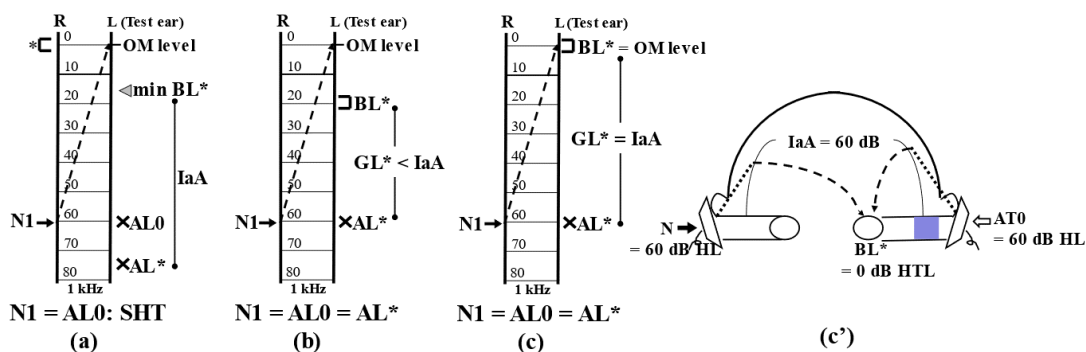 R L (Test ear)
0
*
OM level
10
min BL*
20
30
40
IaA
50
N1
60
AL0
70
AL*
80
1 kHz
N1 = AL0: SHT
(a)
R L (Test ear)
0
OM level
10
20
BL*
30
40
GL* < IaA
50
N1
60
AL*
70
80
1 kHz
N1 = AL0 = AL*
(b)
R L (Test ear)
0
BL* = OM level
10
20
30
40
GL* = IaA
50
N1
60
AL*
70
80
1 kHz
N1 = AL0 = AL*
(c)
IaA = 60 dB
N
= 60 dB HL
BL*
= 0 dB HTL
AT0
= 60 dB HL
(c’)